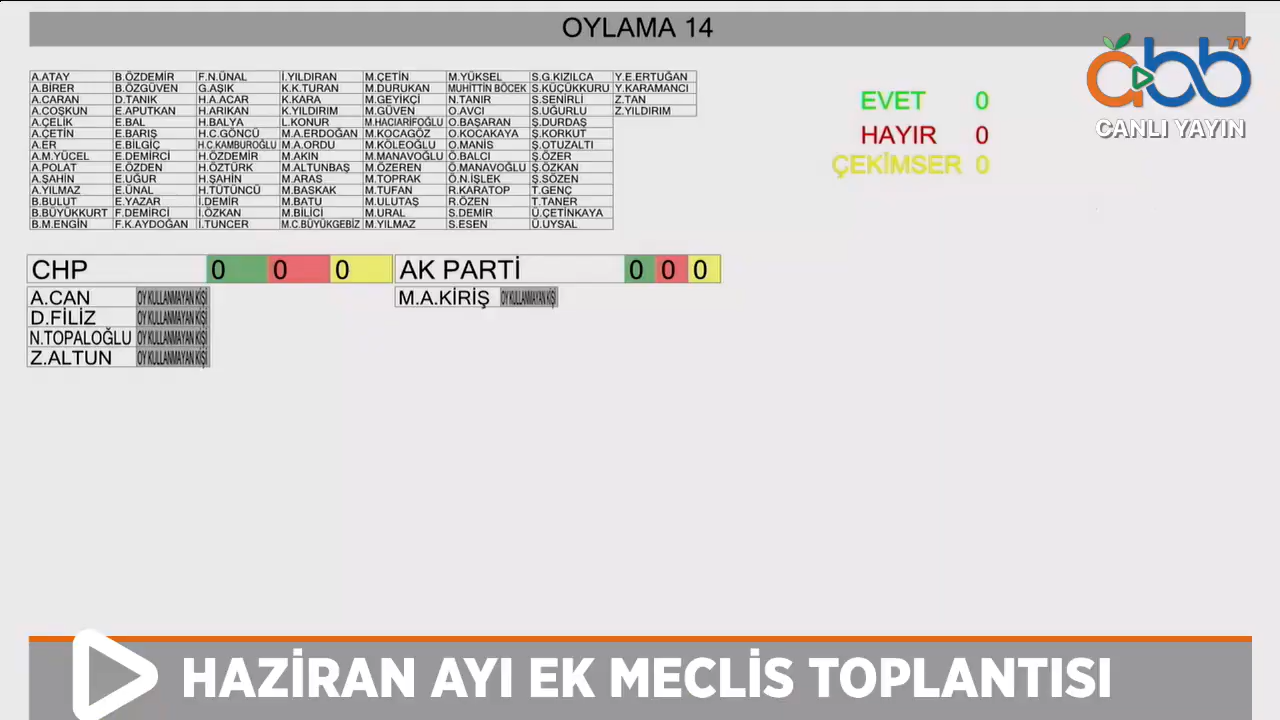 OYLAMA 14
abb TV
CANLI YAYIN
A.ATAY B.ÖZDEMİR F.N.ÜNAL İ.YILDIRAN M.ÇETİN M.YÜKSEL S.G.KIZILCA Y.E.ERTUĞAN
A.BİRER B.ÖZGÜVEN G.AŞIK K.K.TURAN M.DURUKAN MUHİTTİN BÖCEK S.KÜÇÜKKURU Y.KARAMANCI
A.CARAN D.TANIK H.A.ACAR K.KARA M.GEYİKÇİ N.TANIR S.SENİRLİ Z.TAN
A.COŞKUN E.APUTKAN H.ARIKAN K.YILDIRIM M.GÜVEN O.AVCI S.UĞURLU Z.YILDIRIM
A.ÇELİK E.BAL H.BALYA L.KONUR M.HACIARİFOĞLU O.BAŞARAN Ş.DURDAŞ
A.ÇETİN E.BARIŞ H.C.GÖNCÜ M.A.ERDOĞAN M.KOCAGÖZ O.KOCAKAYA Ş.KORKUT
A.ER E.BİLGİÇ H.C.KAMBUROĞLU M.A.ORDU M.KÖLEOĞLU O.MANİS Ş.OTUZALTI
A.M.YÜCEL E.DEMİRCİ H.ÖZDEMİR M.AKIN M.MANAVOĞLU Ö.BALCI Ş.ÖZER
A.POLAT E.ÖZDEN H.ÖZTÜRK M.ALTUNBAŞ M.ÖZEREN Ö.MANAVOĞLU Ş.ÖZKAN
A.ŞAHİN E.UĞUR H.ŞAHİN M.ARAS M.TOPRAK Ö.N.İŞLEK Ş.SÖZEN
A.YILMAZ E.ÜNAL H.TÜTÜNCÜ M.BASKAK M.TUFAN R.KARATOP T.GENÇ
B.BULUT E.YAZAR İ.DEMİR M.BATU M.ULUTAŞ R.ÖZEN T.TANER
B.BÜYÜKKURT F.DEMİRCİ İ.ÖZKAN M.BİLİCİ M.URAL S.DEMİR Ü.ÇETİNKAYA
B.M.ENGİN F.K.AYDOĞAN İ.TUNCER M.C.BÜYÜKGEBİZ M.YILMAZ S.ESEN Ü.UYSAL
EVET 0
HAYIR 0
ÇEKİMSER 0
CHP 0 0 0 AK PARTİ 0 0 0
A.CAN OY KULLANMAYAN KİŞİ M.A.KİRİŞ OY KULLANMAYAN KİŞİ
D.FİLİZ OY KULLANMAYAN KİŞİ
N.TOPALOĞLU OY KULLANMAYAN KİŞİ
Z.ALTUN OY KULLANMAYAN KİŞİ
HAZİRAN AYI EK MECLİS TOPLANTISI